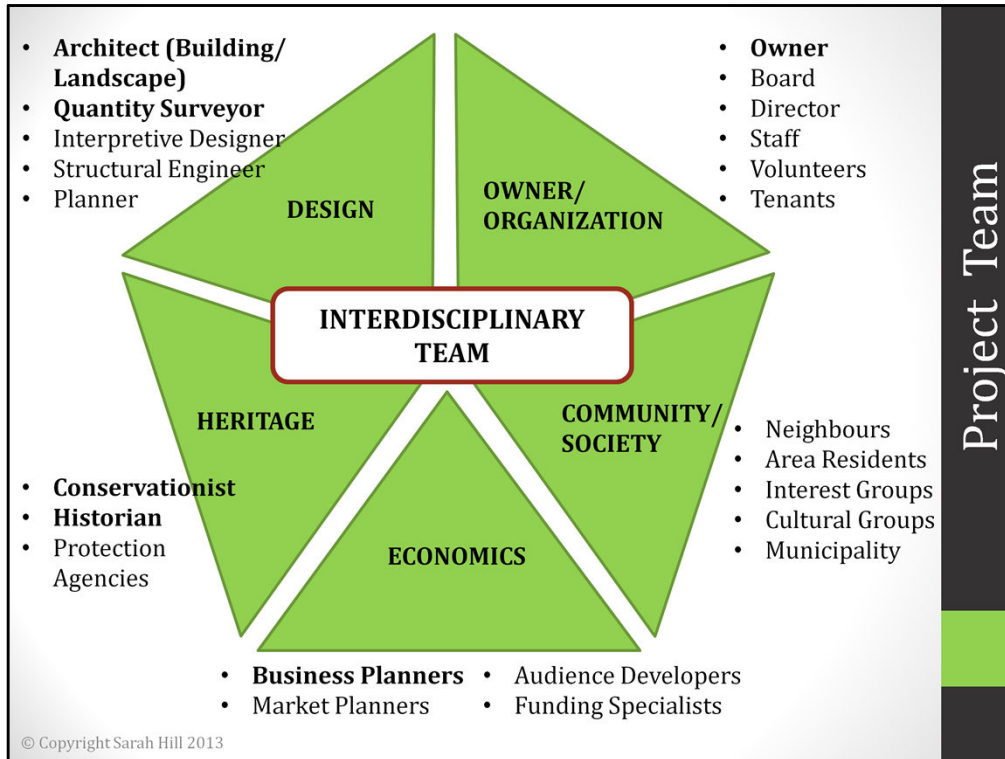 • Architect (Building/
Landscape)
• Quantity Surveyor
• Interpretive Designer
• Structural Engineer
• Planner
DESIGN
• Owner
• Board
• Director
• Staff
• Volunteers
• Tenants
OWNER/
ORGANIZATION
Project Team
INTERDISCIPLINARY
TEAM
HERITAGE
• Conservationist
• Historian
• Protection
Agencies
COMMUNITY/
SOCIETY
• Neighbours
• Area Residents
• Interest Groups
• Cultural Groups
• Municipality
ECONOMICS
• Business Planners
• Market Planners
• Audience Developers
• Funding Specialists
© Copyright Sarah Hill 2013